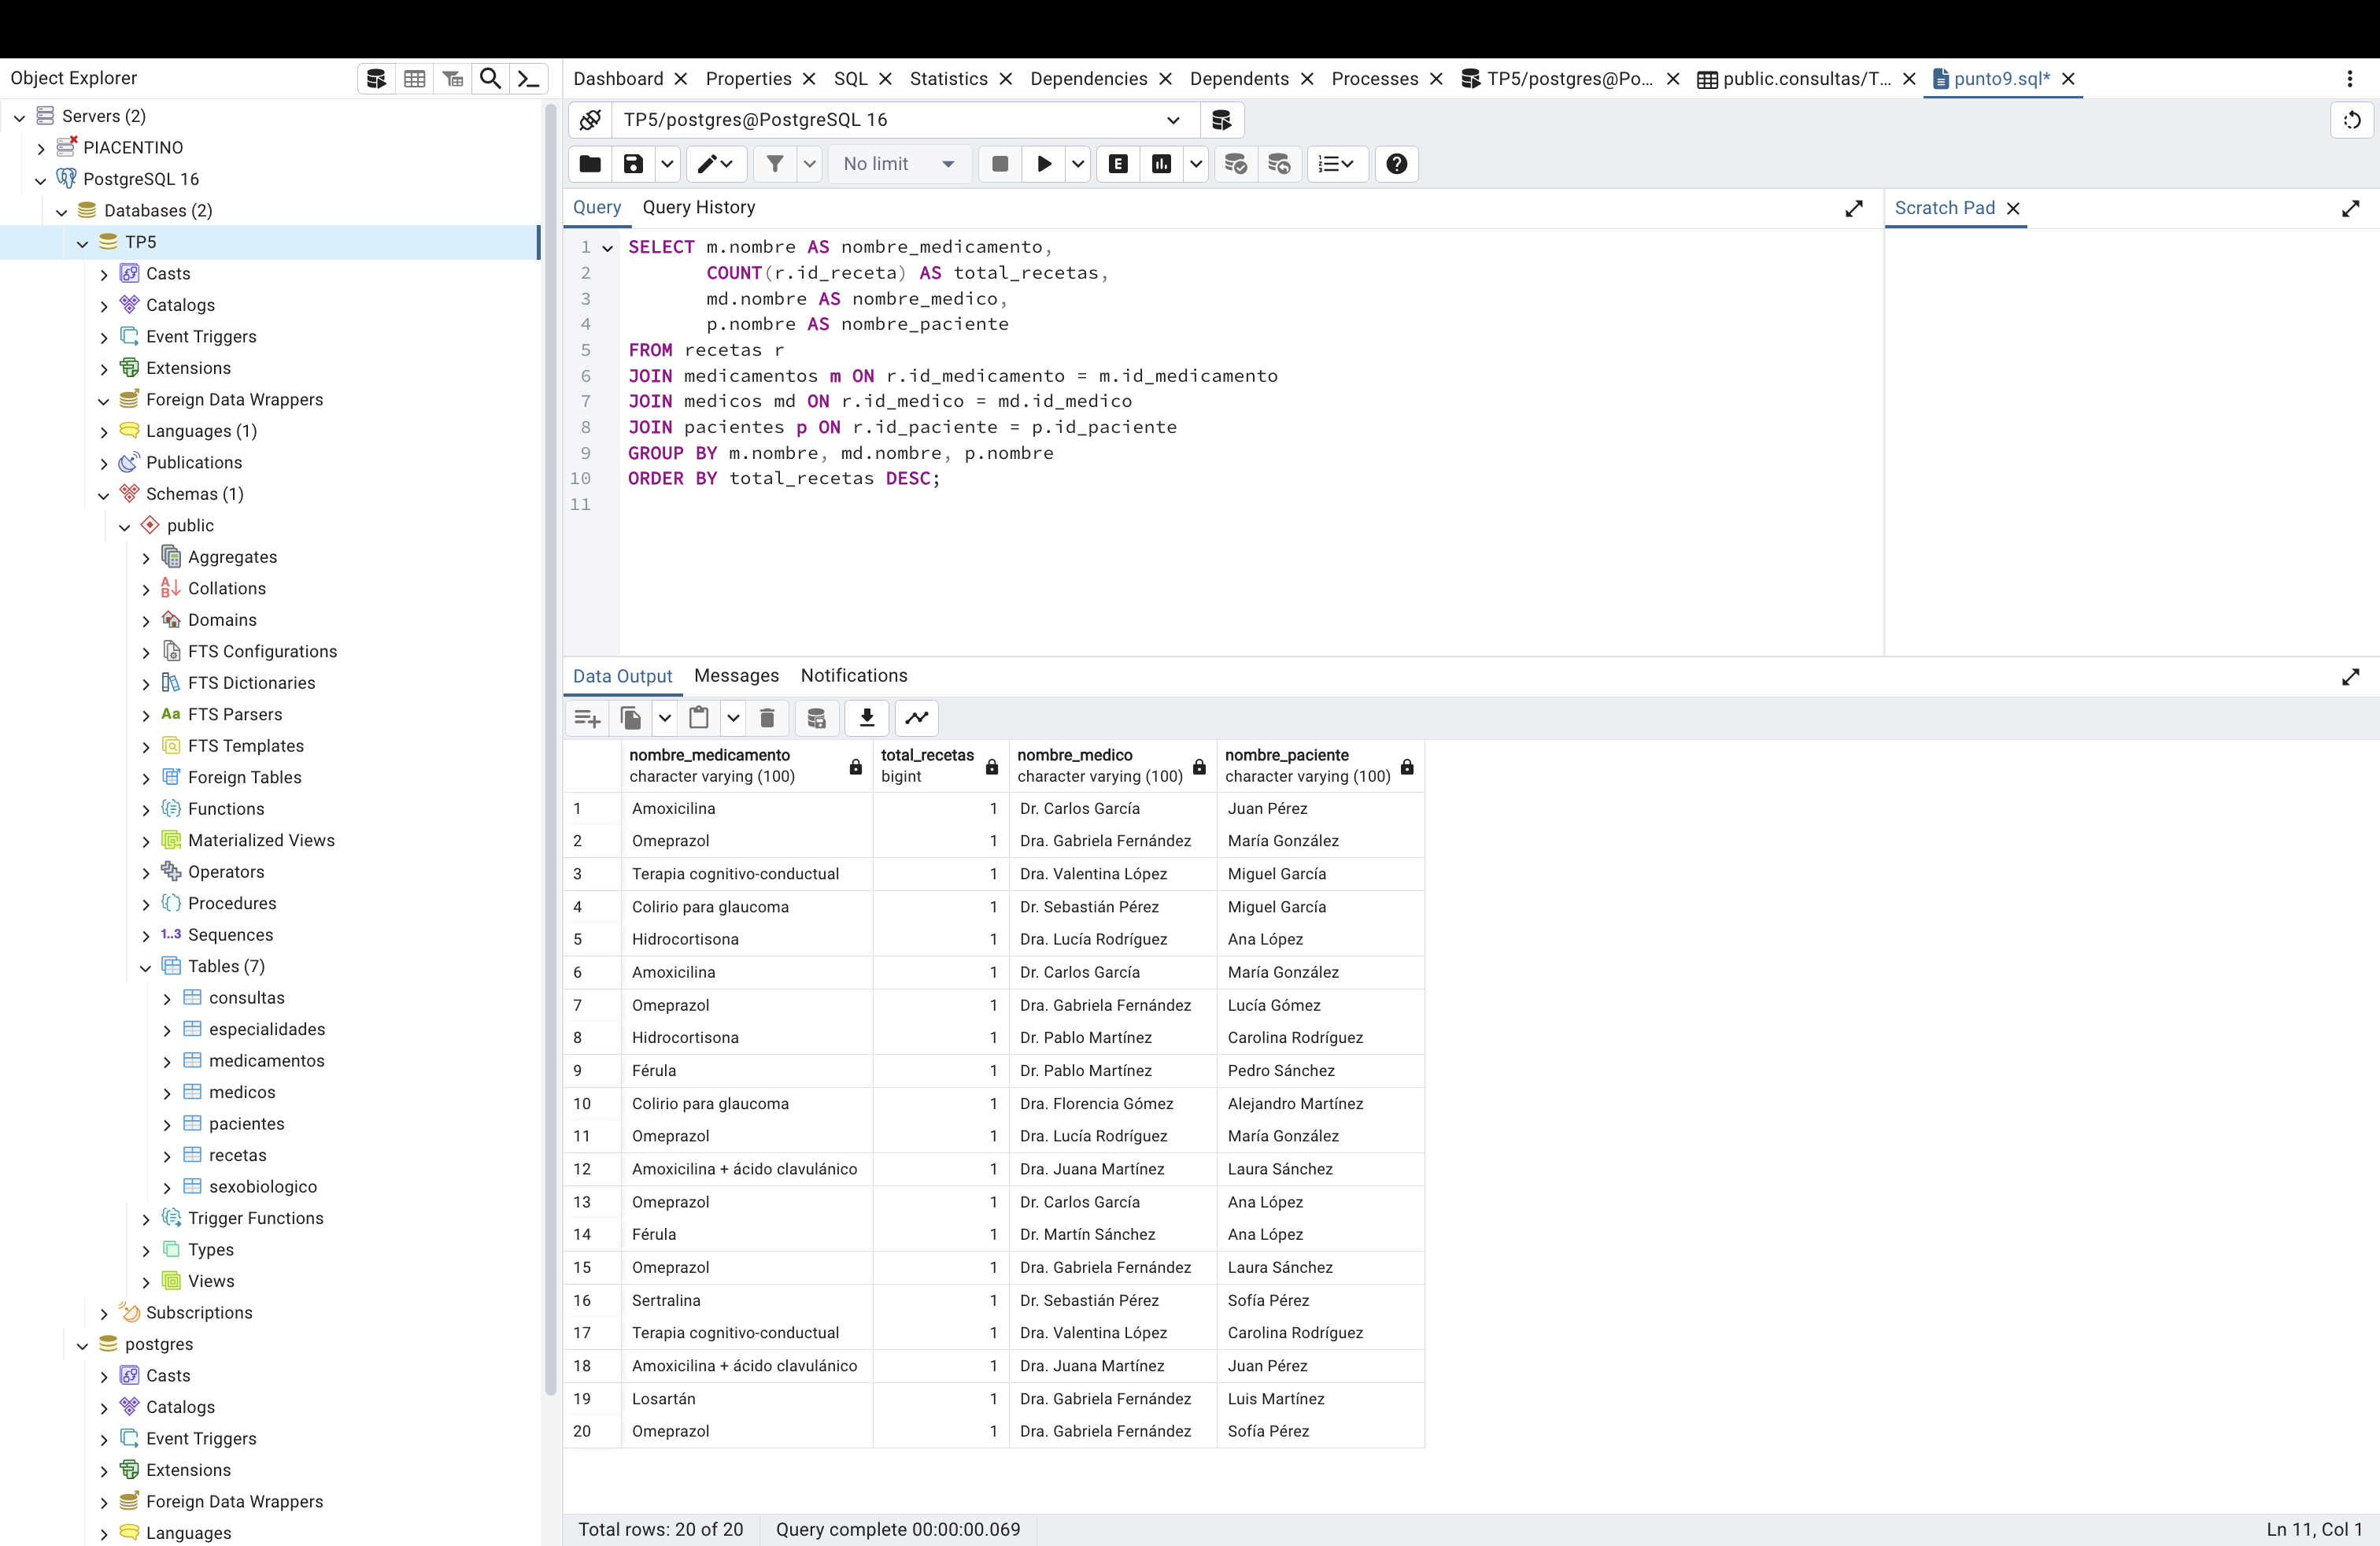 Object Explorer
Servers (2)
PIACENTINO
PostgreSQL 16
Databases (2)
TP5
Casts
Catalogs
Event Triggers
Extensions
Foreign Data Wrappers
Languages (1)
Publications
Schemas (1)
public
Aggregates
Collations
Domains
FTS Configurations
FTS Dictionaries
Aa FTS Parsers
FTS Templates
Foreign Tables
Functions
Materialized Views
Operators
Procedures
1..3 Sequences
Tables (7)
consultas
especialidades
medicamentos
medicos
pacientes
recetas
sexobiologico
Trigger Functions
Types
Views
Subscriptions
postgres
Casts
Catalogs
Event Triggers
Extensions
Foreign Data Wrappers
Languages
Dashboard Properties SQL Statistics Dependencies Dependents Processes TP5/postgres@Po... public.consultas/T... punto9.sql*
TP5/postgres@PostgreSQL 16
No limit E
Query Query History
Scratch Pad
1 SELECT m.nombre AS nombre_medicamento,
2 COUNT(r.id_receta) AS total_recetas,
3 md.nombre AS nombre_medico,
4 p.nombre AS nombre_paciente
5 FROM recetas r
6 JOIN medicamentos m ON r.id_medicamento = m.id_medicamento
7 JOIN medicos md ON r.id_medico = md.id_medico
8 JOIN pacientes p ON r.id_paciente = p.id_paciente
9 GROUP BY m.nombre, md.nombre, p.nombre
10 ORDER BY total_recetas DESC;
11
Data Output Messages Notifications
nombre_medicamento total_recetas nombre_medico nombre_paciente
character varying (100) bigint character varying (100) character varying (100)
1 Amoxicilina 1 Dr. Carlos García Juan Pérez
2 Omeprazol 1 Dra. Gabriela Fernández María González
3 Terapia cognitivo-conductual 1 Dra. Valentina López Miguel García
4 Colirio para glaucoma 1 Dr. Sebastián Pérez Miguel García
5 Hidrocortisona 1 Dra. Lucía Rodríguez Ana López
6 Amoxicilina 1 Dr. Carlos García María González
7 Omeprazol 1 Dra. Gabriela Fernández Lucía Gómez
8 Hidrocortisona 1 Dr. Pablo Martínez Carolina Rodríguez
9 Férula 1 Dr. Pablo Martínez Pedro Sánchez
10 Colirio para glaucoma 1 Dra. Florencia Gómez Alejandro Martínez
11 Omeprazol 1 Dra. Lucía Rodríguez María González
12 Amoxicilina + ácido clavulánico 1 Dra. Juana Martínez Laura Sánchez
13 Omeprazol 1 Dr. Carlos García Ana López
14 Férula 1 Dr. Martín Sánchez Ana López
15 Omeprazol 1 Dra. Gabriela Fernández Laura Sánchez
16 Sertralina 1 Dr. Sebastián Pérez Sofía Pérez
17 Terapia cognitivo-conductual 1 Dra. Valentina López Carolina Rodríguez
18 Amoxicilina + ácido clavulánico 1 Dra. Juana Martínez Juan Pérez
19 Losartán 1 Dra. Gabriela Fernández Luis Martínez
20 Omeprazol 1 Dra. Gabriela Fernández Sofía Pérez
Total rows: 20 of 20 Query complete 00:00:00.069 Ln 11, Col 1